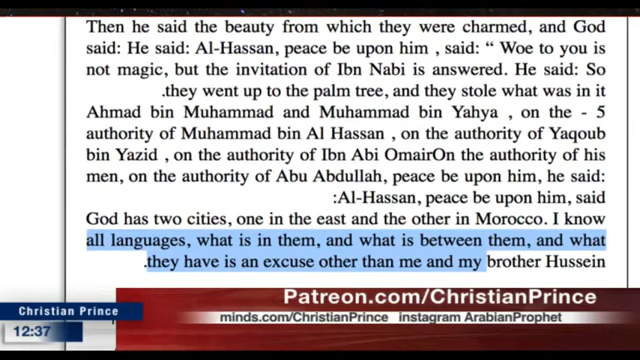 Then he said the beauty from which they were charmed, and God
said: He said: Al-Hassan, peace be upon him , said: “ Woe to you is
not magic, but the invitation of Ibn Nabi is answered. He said: So
.they went up to the palm tree, and they stole what was in it
Ahmad bin Muhammad and Muhammad bin Yahya , on the - 5
authority of Muhammad bin Al Hassan , on the authority of Yaqoub
bin Yazid , on the authority of Ibn Abi OmairOn the authority of his
men, on the authority of Abu Abdullah, peace be upon him, he said:
:Al-Hassan, peace be upon him, said
God has two cities, one in the east and the other in Morocco. I know
all languages, what is in them, and what is between them, and what
.they have is an excuse other than me and my brother Hussein
Patreon.com/ChristianPrince
Christian Prince
minds.com/ChristianPrince instagram ArabianProphet
12:37